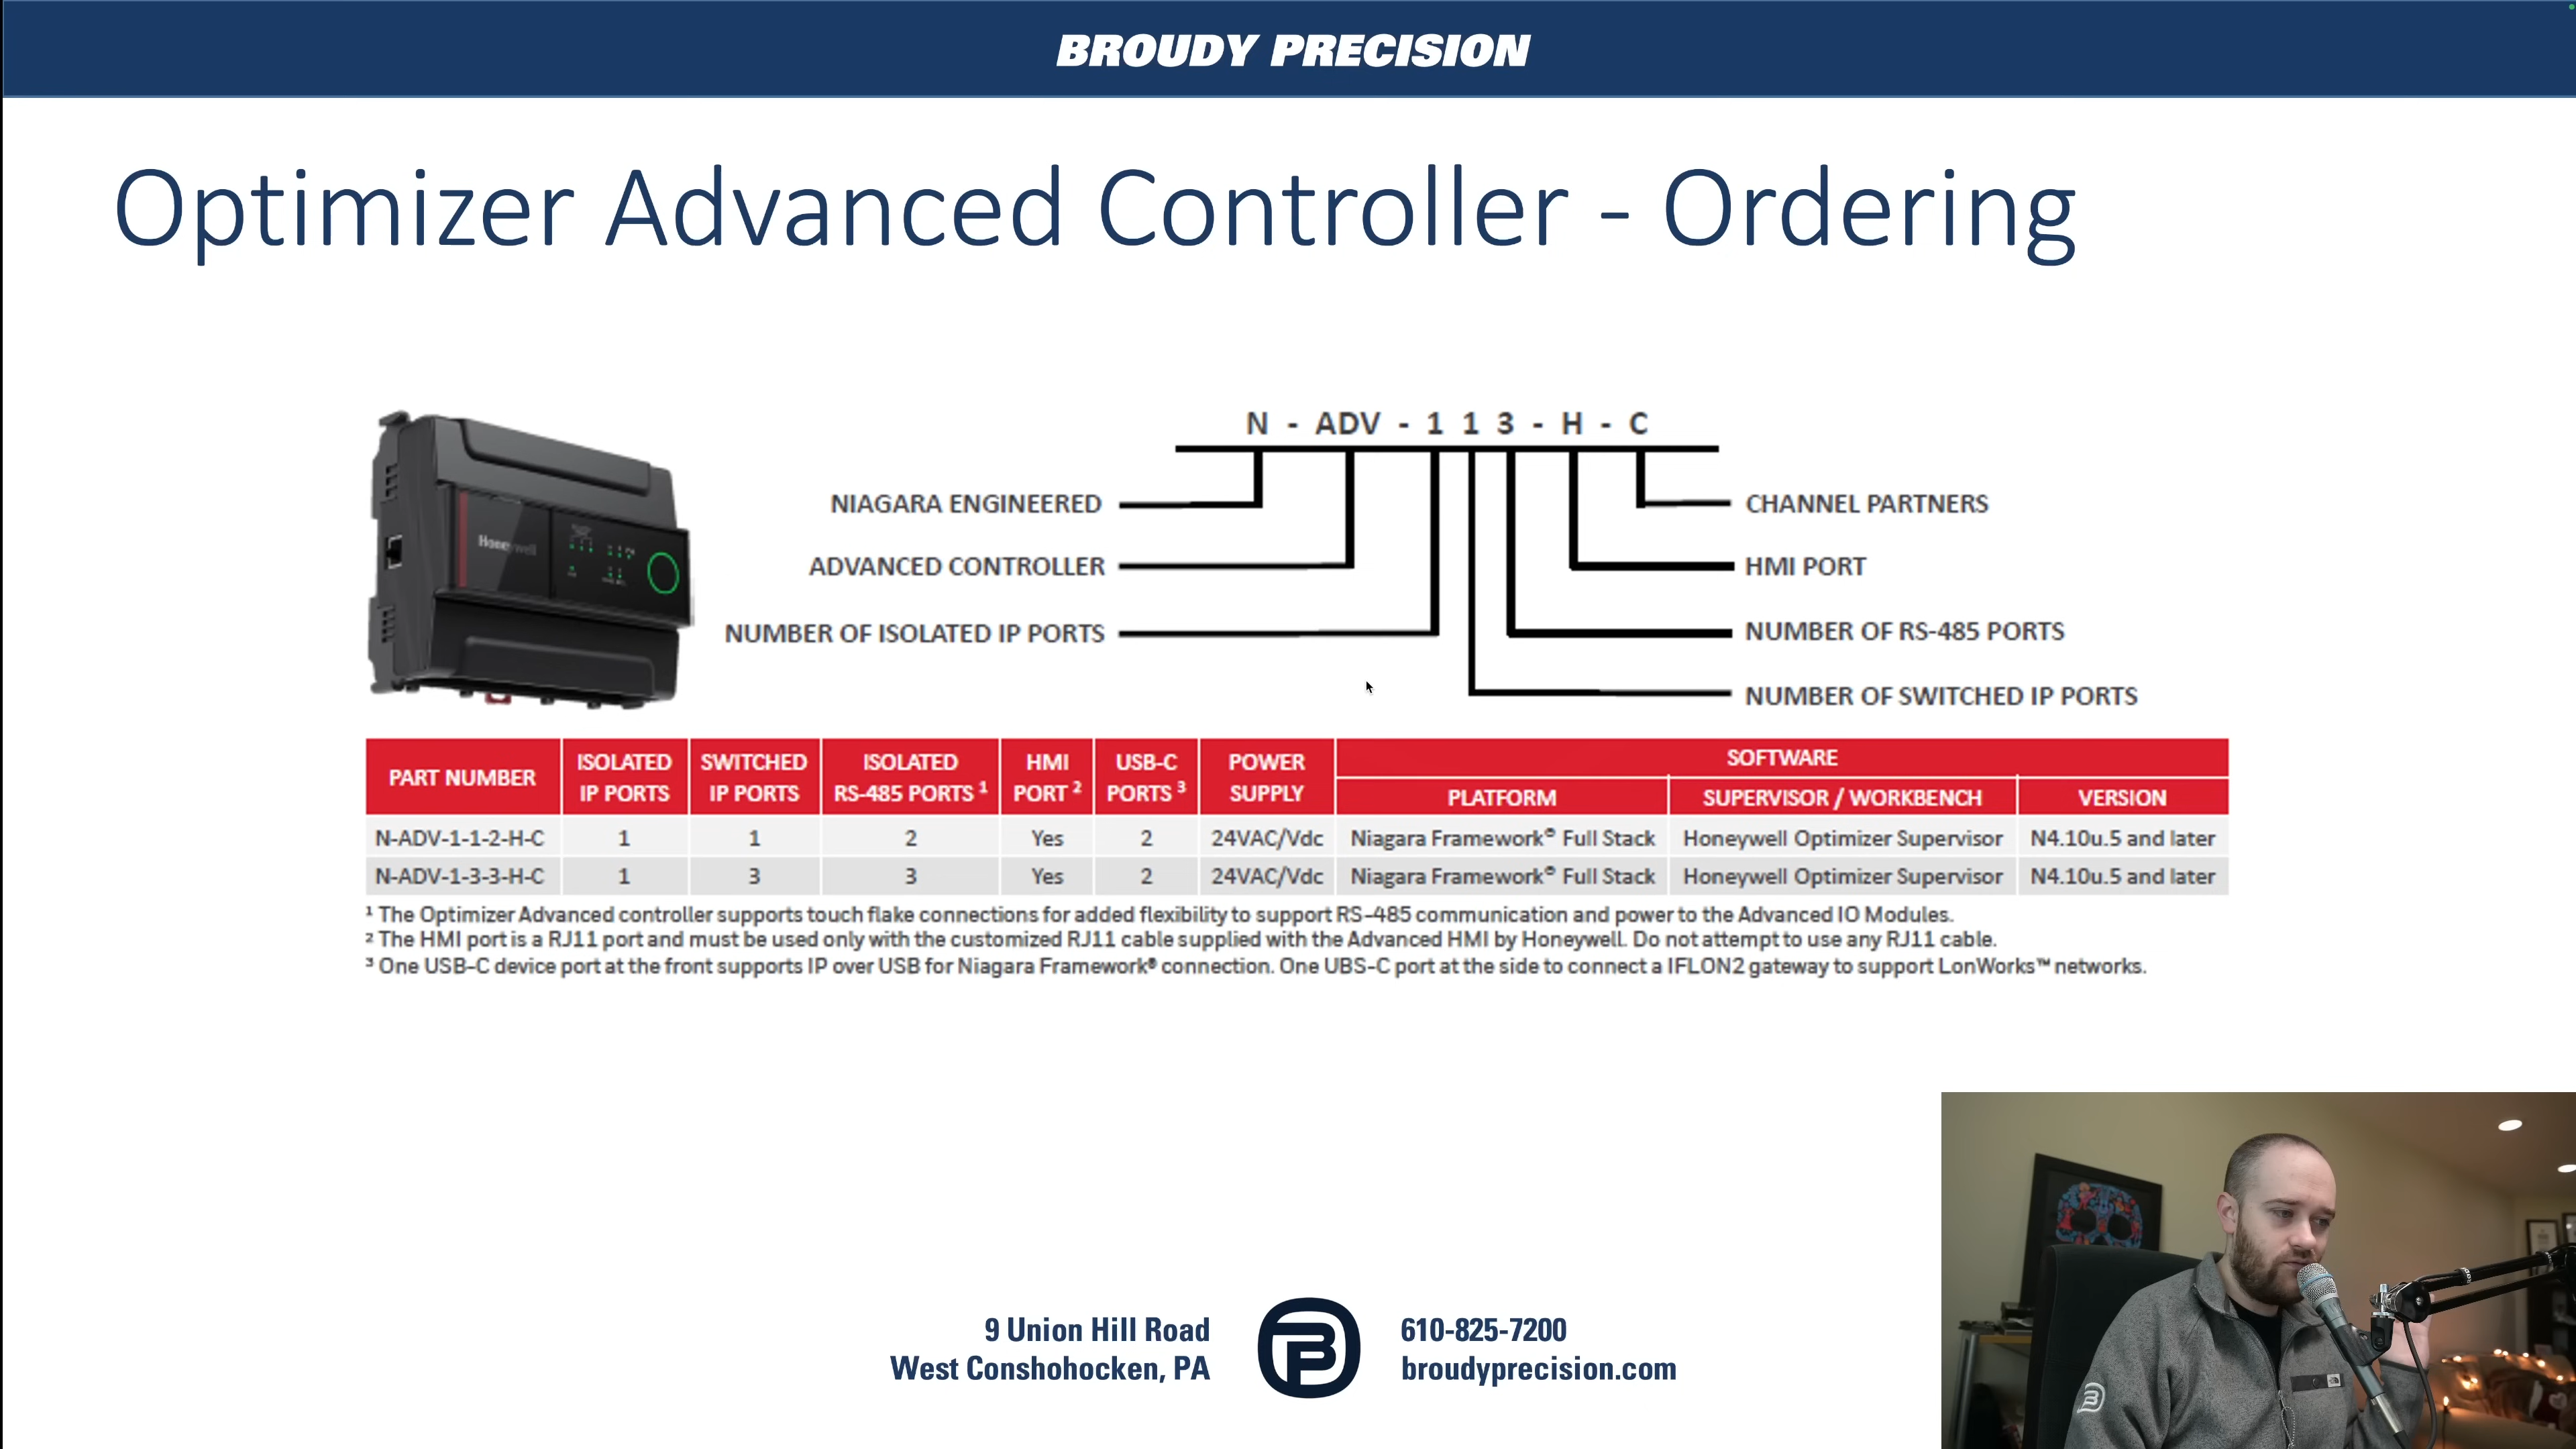 BROUDY PRECISION
Optimizer Advanced Controller - Ordering
N - ADV - 1 1 3 - H - C
NIAGARA ENGINEERED
ADVANCED CONTROLLER
NUMBER OF ISOLATED IP PORTS
CHANNEL PARTNERS
HMI PORT
NUMBER OF RS-485 PORTS
NUMBER OF SWITCHED IP PORTS
Honeywell
PART NUMBER ISOLATED IP PORTS SWITCHED IP PORTS ISOLATED RS-485 PORTS ¹ HMI PORT ² USB-C PORTS ³ POWER SUPPLY SOFTWARE
PLATFORM SUPERVISOR / WORKBENCH VERSION
N-ADV-1-1-2-H-C 1 1 2 Yes 2 24VAC/Vdc Niagara Framework® Full Stack Honeywell Optimizer Supervisor N4.10u.5 and later
N-ADV-1-3-3-H-C 1 3 3 Yes 2 24VAC/Vdc Niagara Framework® Full Stack Honeywell Optimizer Supervisor N4.10u.5 and later
¹ The Optimizer Advanced controller supports touch flake connections for added flexibility to support RS-485 communication and power to the Advanced IO Modules.
² The HMI port is a RJ11 port and must be used only with the customized RJ11 cable supplied with the Advanced HMI by Honeywell. Do not attempt to use any RJ11 cable.
³ One USB-C device port at the front supports IP over USB for Niagara Framework® connection. One UBS-C port at the side to connect a IFLON2 gateway to support LonWorks™ networks.
9 Union Hill Road
West Conshohocken, PA
610-825-7200
broudyprecision.com